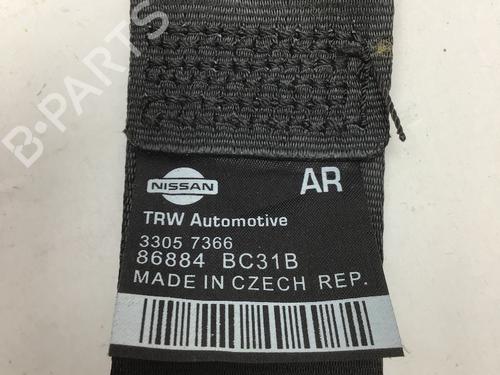 B-PARTS
NISSAN
AR
TRW Automotive
3305 7366
86884 BC31B
MADE IN CZECH REP.